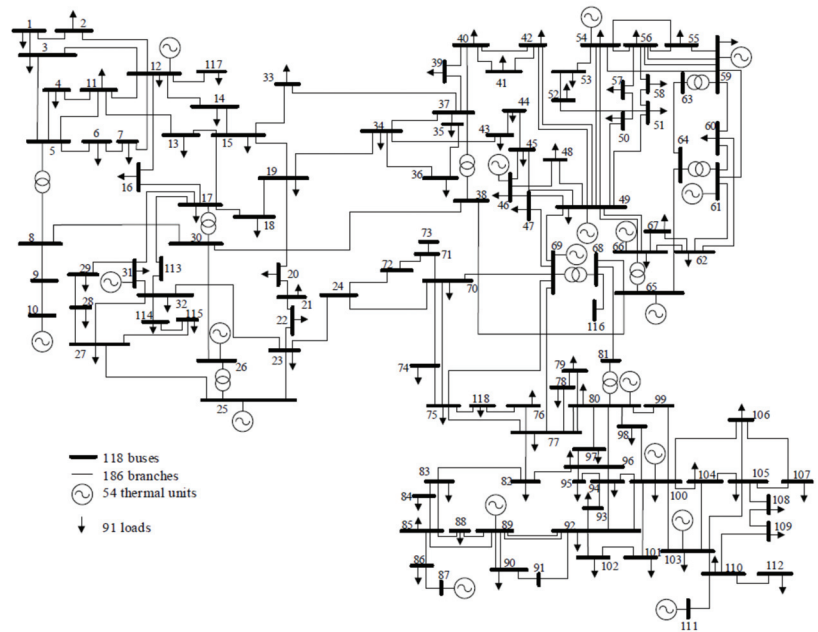 1 2 40 42 54 56 55
3
12 117 33 39 53 59
41 57 63
4 11 58
52
14 37 44
43 51 60
34 35 50 64
5 6 7 13 15 45 48
16 19 36 46 49 61
38
17 18 47 67
30 73 69 68 66 62
8 71
29 31 113 20 24 72
9 70 65
28 32 21
10 114 115 22 116
27 23
26 74 79 81
78
25 75 118 76 80 99
77 98 106
118 buses
186 branches
54 thermal units
91 loads
97 96
83 82 95 94 100 104 105 107
84 108
93
85 88 89 92 109
86 90 91 102 101 103 110 112
87
111